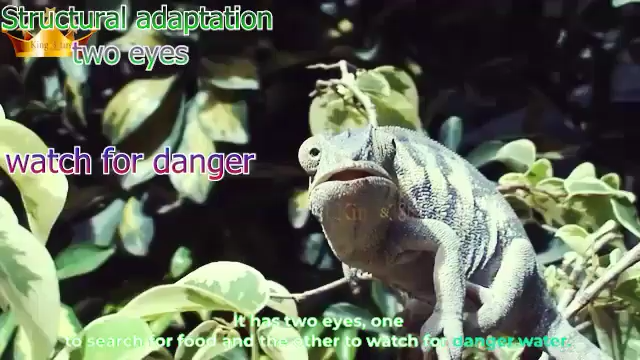 Structural adaptation
two eyes
watch for danger
It has two eyes, one
to search for food and the other to watch for danger water.